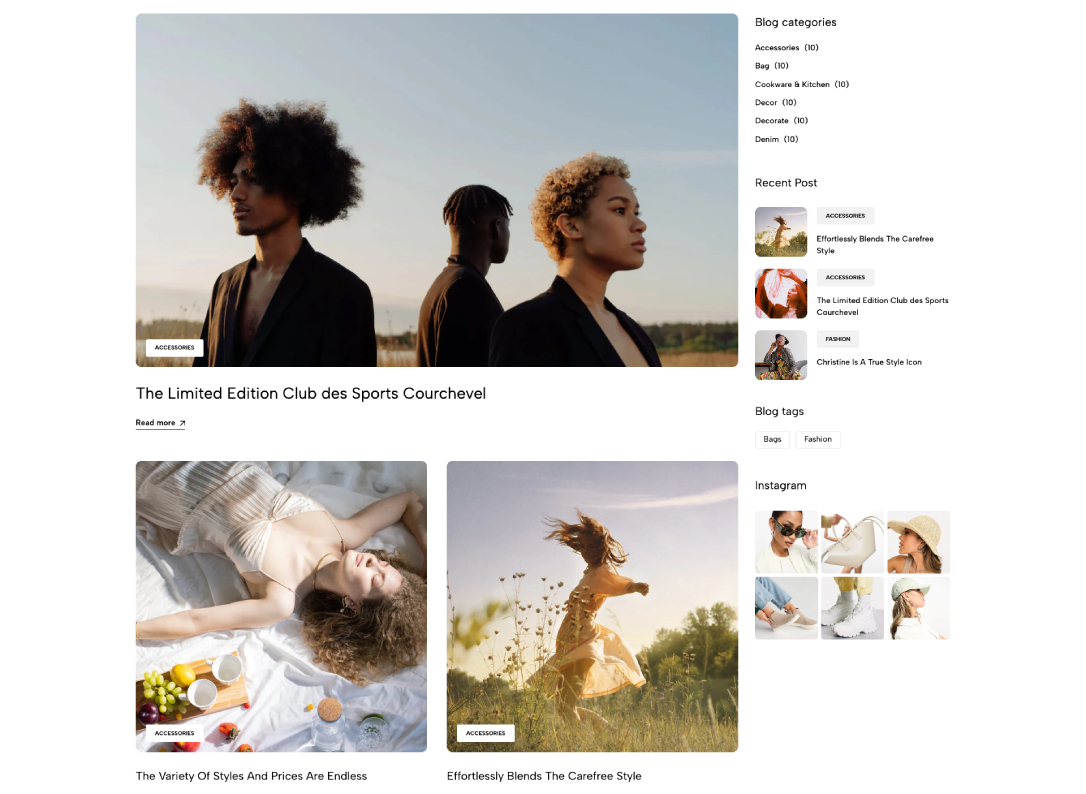 ACCESSORIES
The Limited Edition Club des Sports Courchevel
Read more
ACCESSORIES
The Variety Of Styles And Prices Are Endless
ACCESSORIES
Effortlessly Blends The Carefree Style
Blog categories
Accessories (10)
Bag (10)
Cookware & Kitchen (10)
Decor (10)
Decorate (10)
Denim (10)
Recent Post
ACCESSORIES
Effortlessly Blends The Carefree
Style
ACCESSORIES
The Limited Edition Club des Sports
Courchevel
FASHION
Christine Is A True Style Icon
Blog tags
Bags Fashion
Instagram